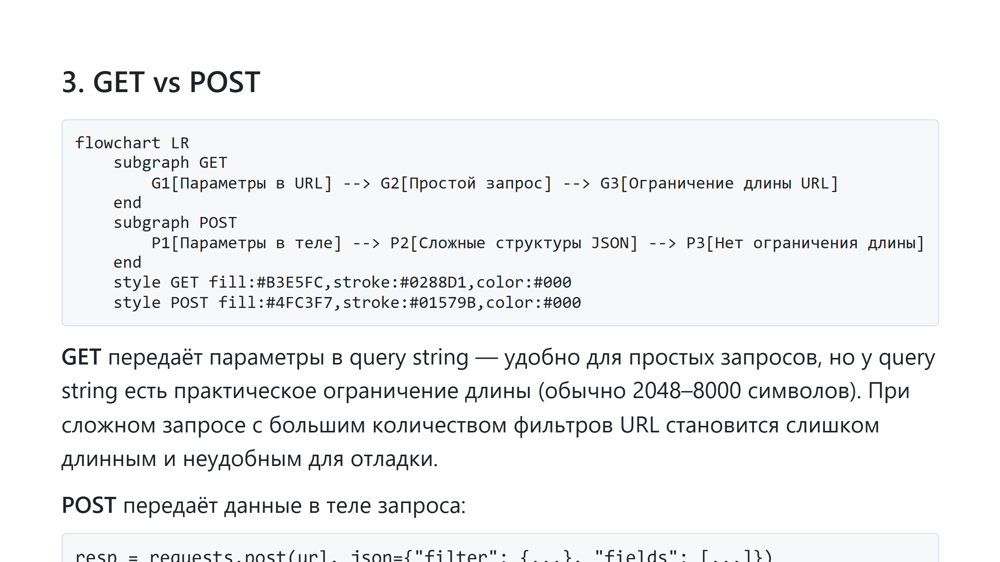 3. GET vs POST
flowchart LR
    subgraph GET
        G1[Параметры в URL] --> G2[Простой запрос] --> G3[Ограничение длины URL]
    end
    subgraph POST
        P1[Параметры в теле] --> P2[Сложные структуры JSON] --> P3[Нет ограничения длины]
    end
    style GET fill:#B3E5FC,stroke:#0288D1,color:#000
    style POST fill:#4FC3F7,stroke:#01579B,color:#000
GET передаёт параметры в query string — удобно для простых запросов, но у query
string есть практическое ограничение длины (обычно 2048–8000 символов). При
сложном запросе с большим количеством фильтров URL становится слишком
длинным и неудобным для отладки.
POST передаёт данные в теле запроса:
resp = requests.post(url, json={"filter": {...}, "fields": [...]})